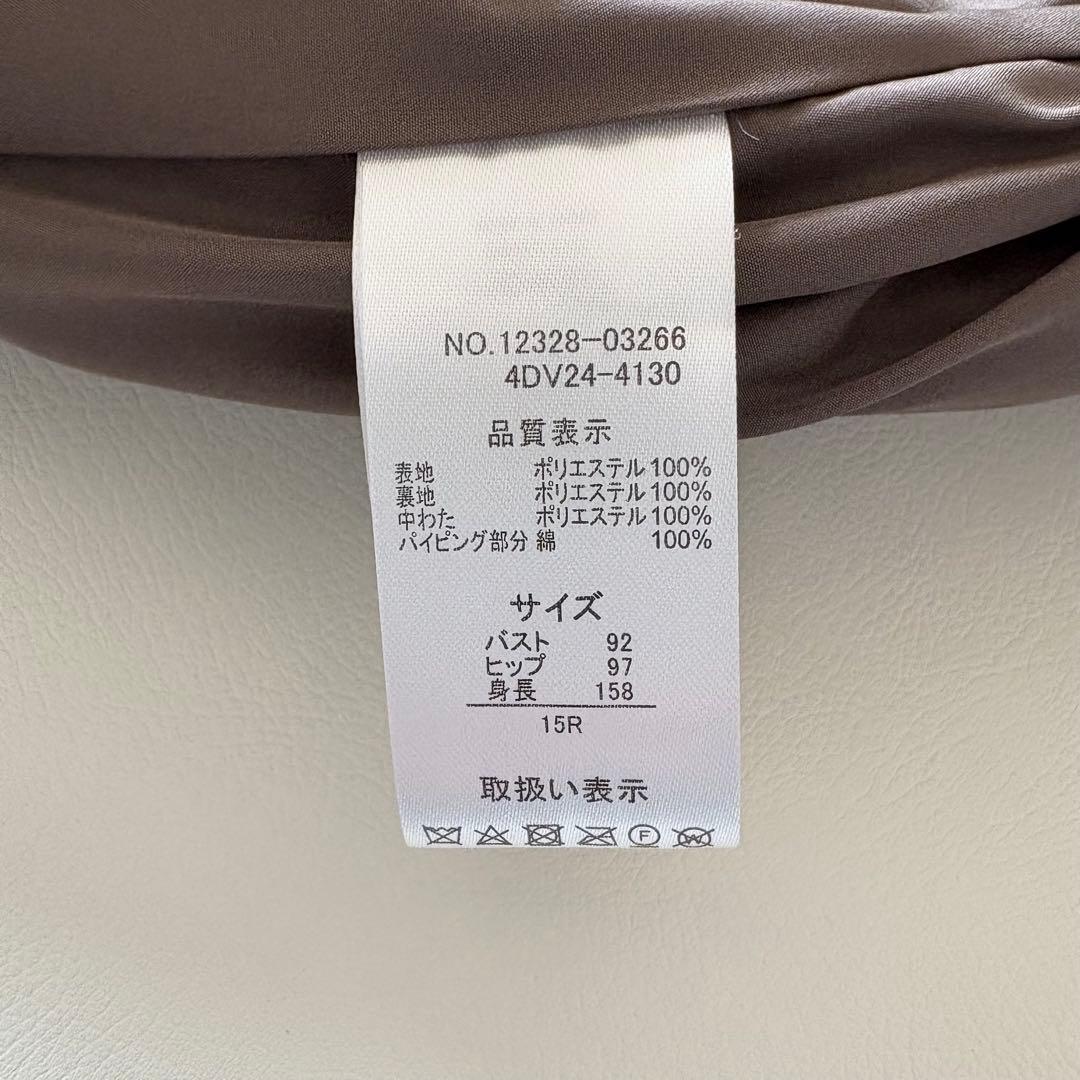 NO.12328-03266
4DV24-4130
品質表示
表地 ポリエステル 100%
裏地 ポリエステル 100%
中わた ポリエステル 100%
パイピング部分 綿 100%
サイズ
バスト 92
ヒップ 97
身長 158
15R
取扱い表示
F W